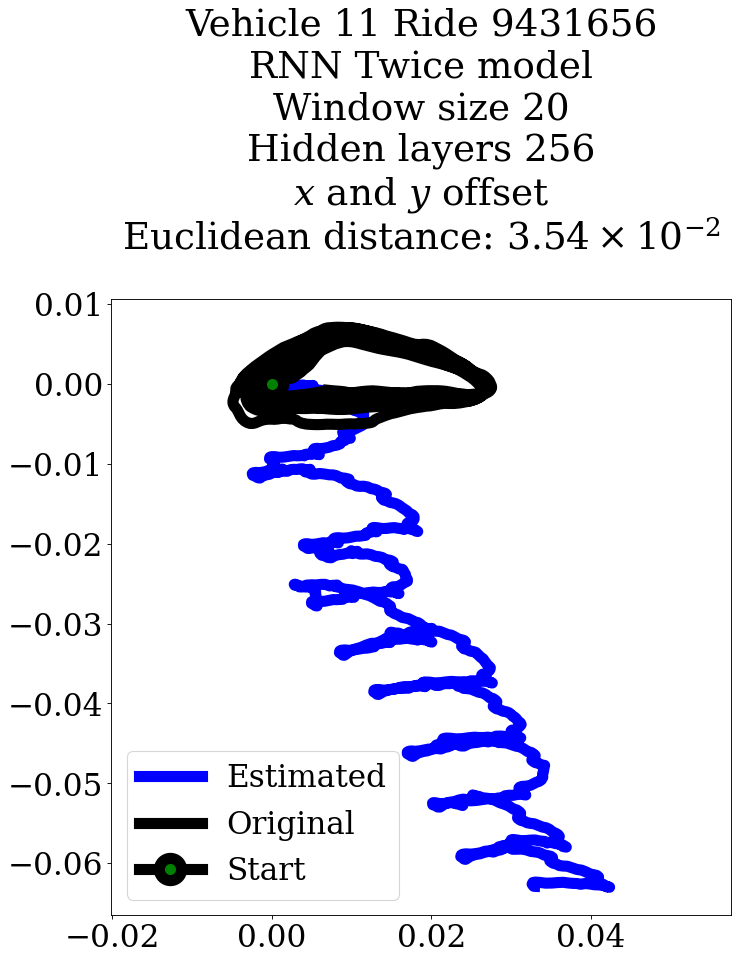 Vehicle 11 Ride 9431656
RNN Twice model
Window size 20
Hidden layers 256
x and y offset
Euclidean distance: 3.54 × 10⁻²
0.01
0.00
−0.01
−0.02
−0.03
−0.04
−0.05
−0.06
Estimated
Original
Start
−0.02 0.00 0.02 0.04